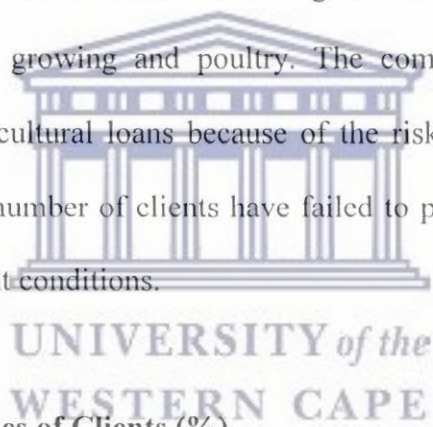 growing and poultry. The com
cultural loans because of the risk
number of clients have failed to p
t conditions.
UNIVERSITY of the
es of Clients (%)
WESTERN CAPE